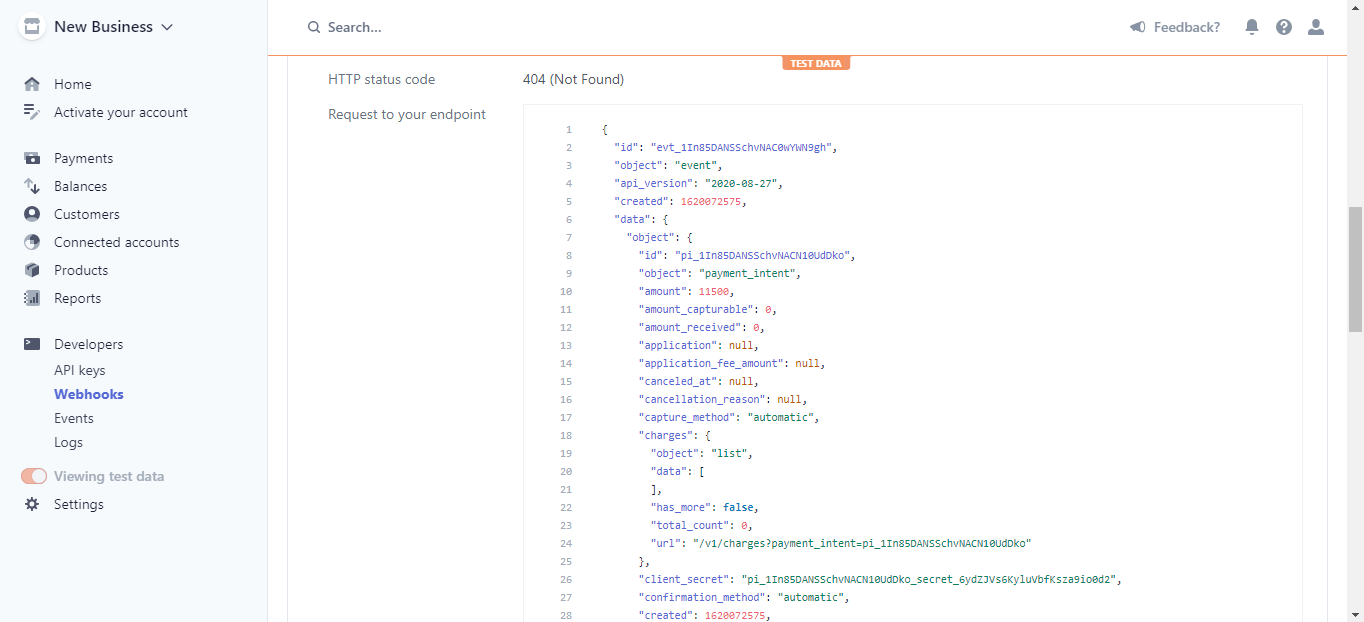 New Business
Search...
Feedback?
Home
Activate your account
Payments
Balances
Customers
Connected accounts
Products
Reports
Developers
API keys
Webhooks
Events
Logs
Viewing test data
Settings
TEST DATA
HTTP status code 404 (Not Found)
Request to your endpoint
1 {
2 "id": "evt_1In85DANSSchvNAC0wYWN9gh",
3 "object": "event",
4 "api_version": "2020-08-27",
5 "created": 1620072575,
6 "data": {
7 "object": {
8 "id": "pi_1In85DANSSchvNACN10UdDko",
9 "object": "payment_intent",
10 "amount": 11500,
11 "amount_capturable": 0,
12 "amount_received": 0,
13 "application": null,
14 "application_fee_amount": null,
15 "canceled_at": null,
16 "cancellation_reason": null,
17 "capture_method": "automatic",
18 "charges": {
19 "object": "list",
20 "data": [
21 ],
22 "has_more": false,
23 "total_count": 0,
24 "url": "/v1/charges?payment_intent=pi_1In85DANSSchvNACN10UdDko"
25 },
26 "client_secret": "pi_1In85DANSSchvNACN10UdDko_secret_6ydZJVs6KyluVbfKsza9io0d2",
27 "confirmation_method": "automatic",
28 "created": 1620072575,